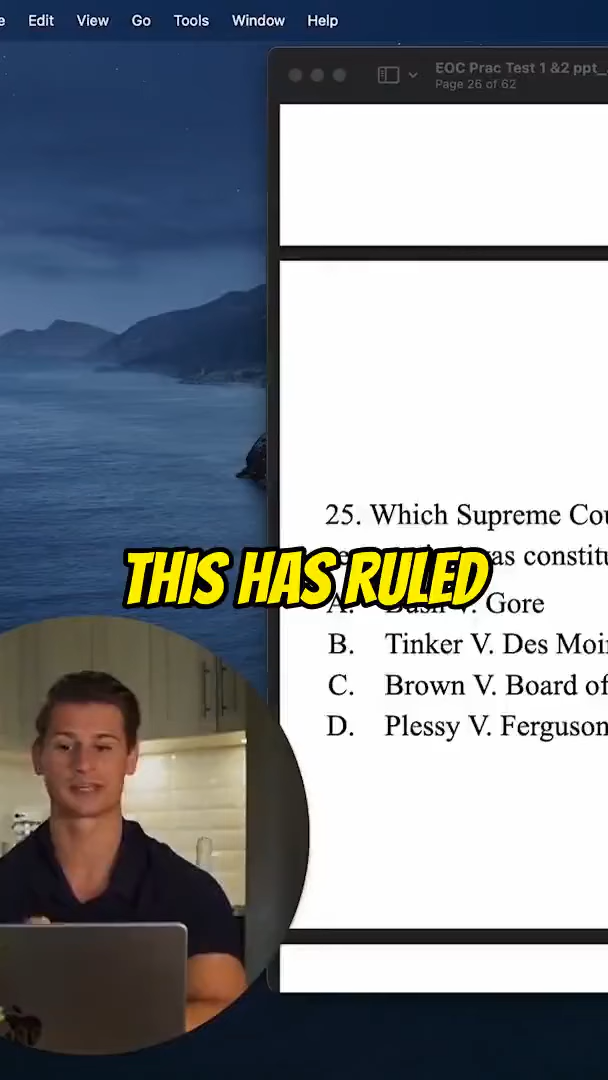 Edit View Go Tools Window Help
EOC Prac Test 1 &2 ppt_
Page 26 of 62
25. Which Supreme Cou
as constitu
THIS HAS RULED
A. Bush V. Gore
B. Tinker V. Des Moi
C. Brown V. Board of
D. Plessy V. Ferguson